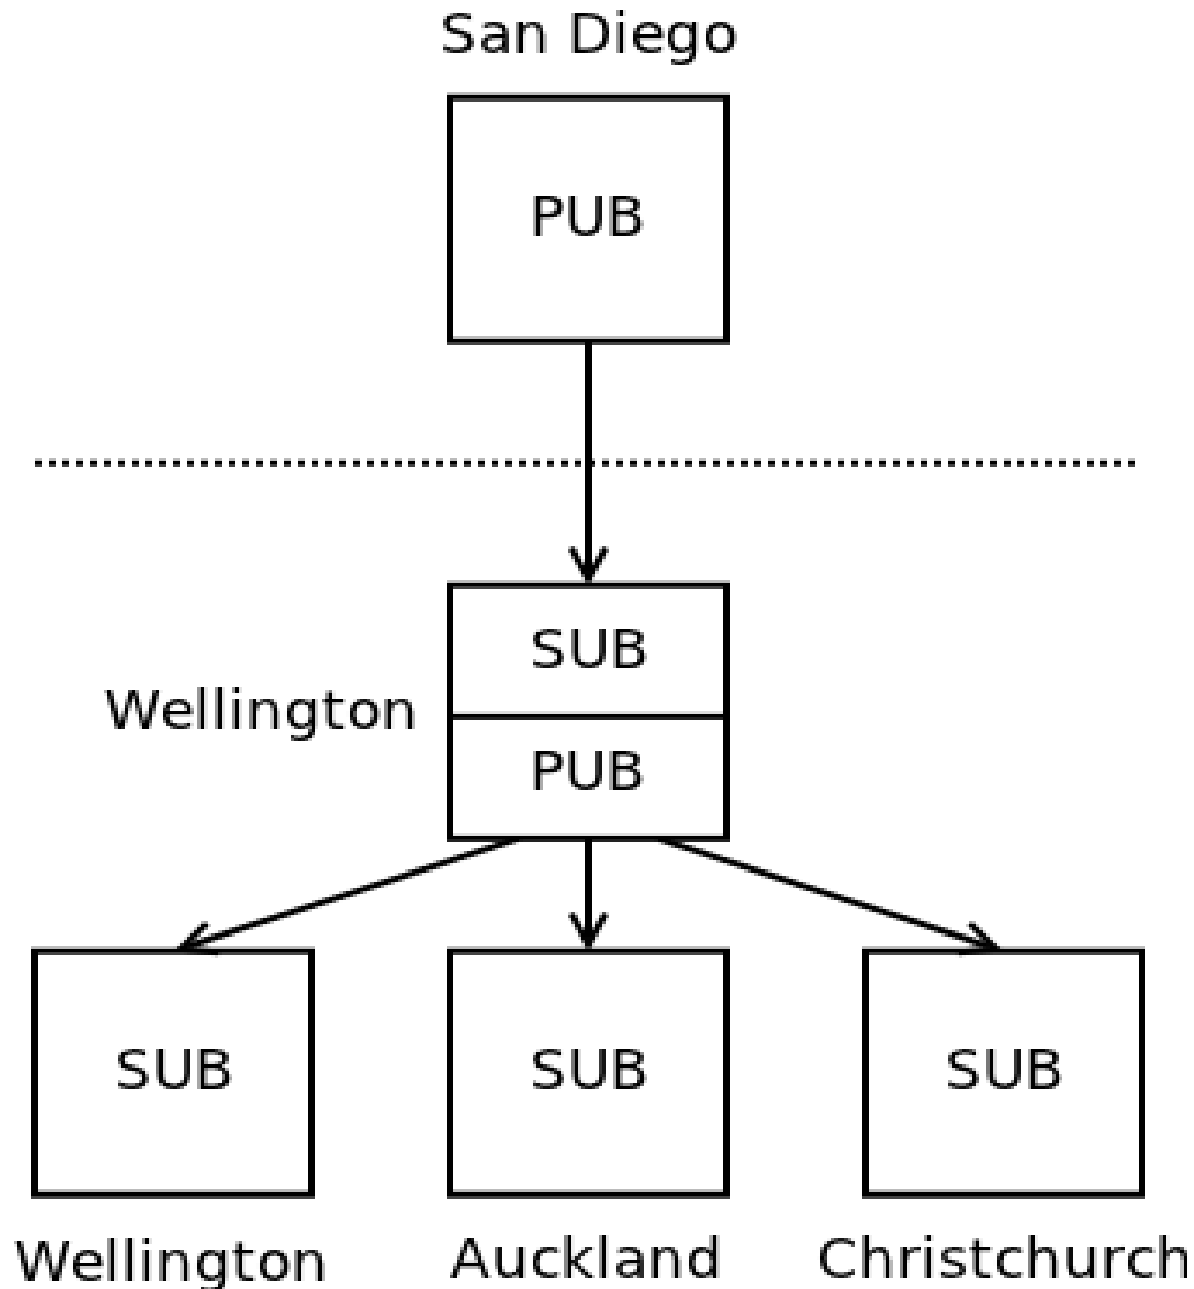 San Diego
PUB
SUB
Wellington
PUB
SUB
SUB
SUB
Wellington
Auckland
Christchurch